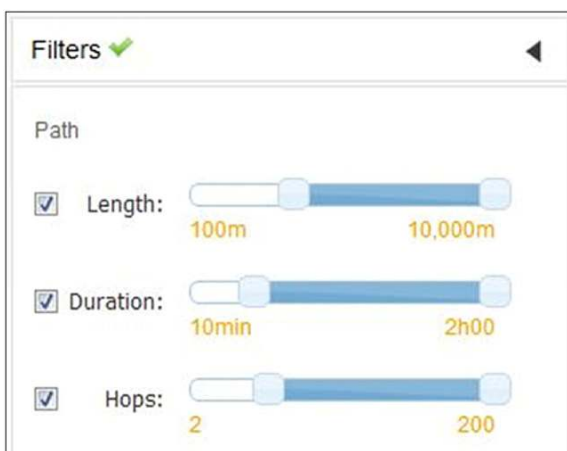 Filters
Path
Length:
100m 10,000m
Duration:
10min 2h00
Hops:
2 200